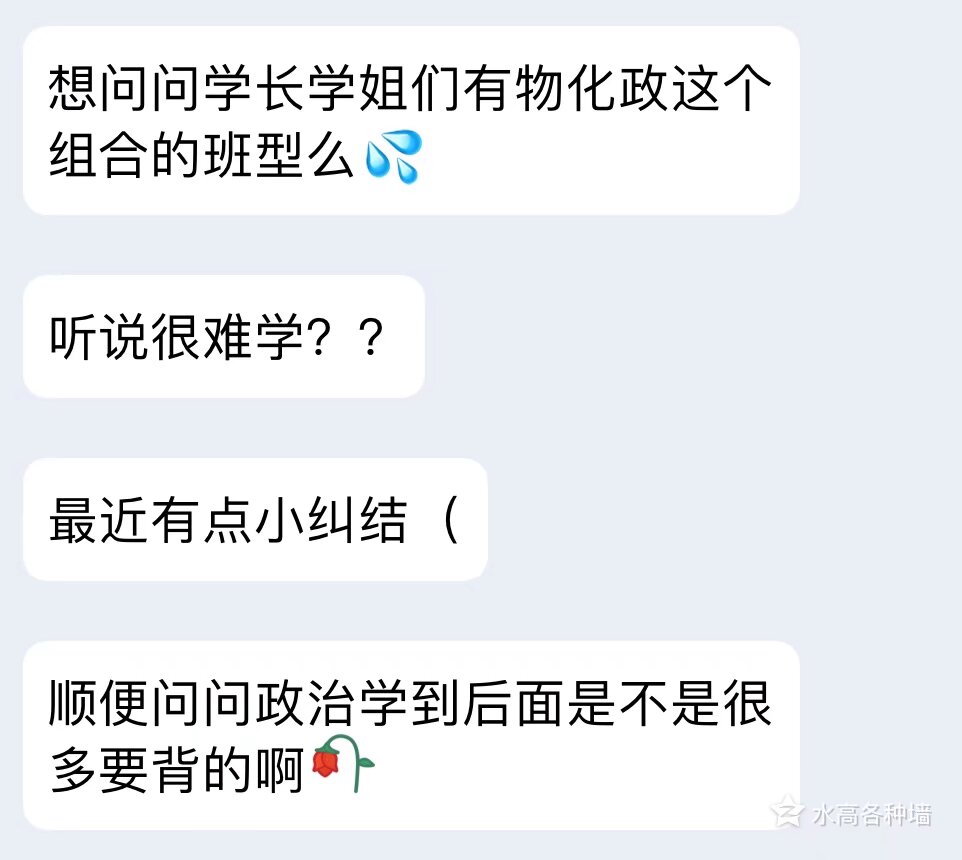 想问问学长学姐们有物化政这个
组合的班型么💦
听说很难学？？
最近有点小纠结（
顺便问问政治学到后面是不是很
多要背的啊🥀
水高各种墙